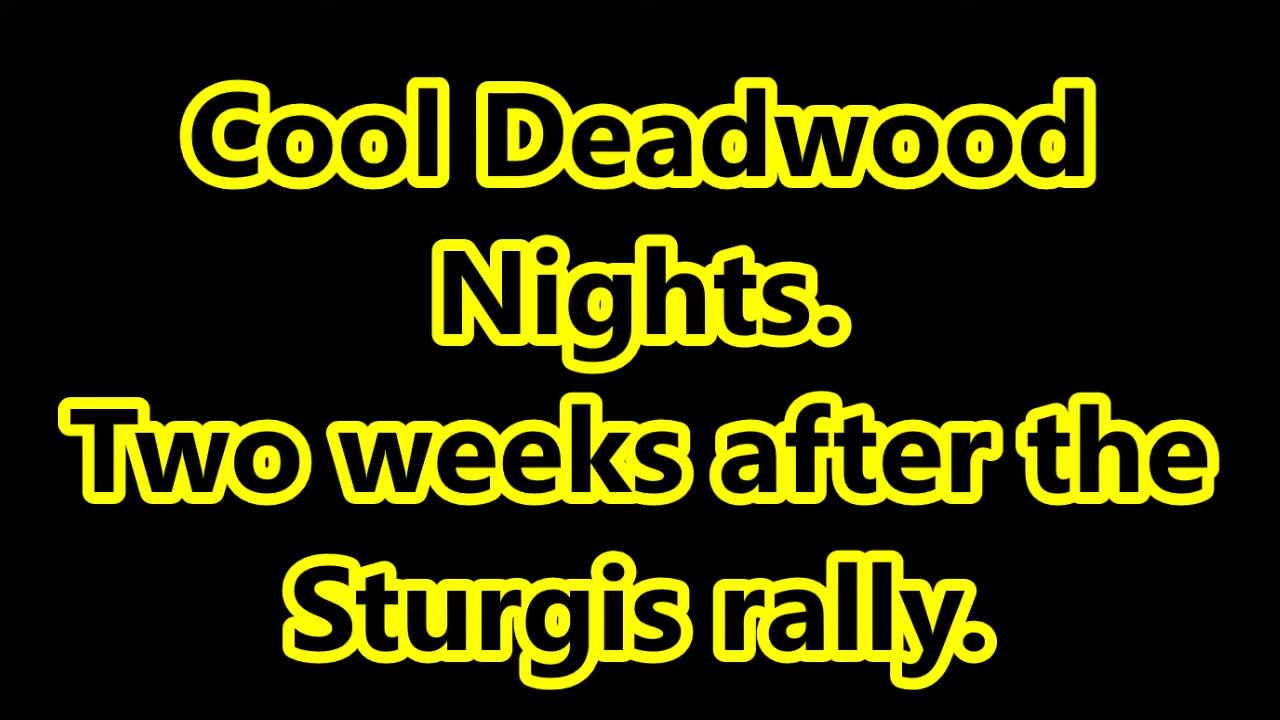 Cool Deadwood
Nights.
Two weeks after the
Sturgis rally.